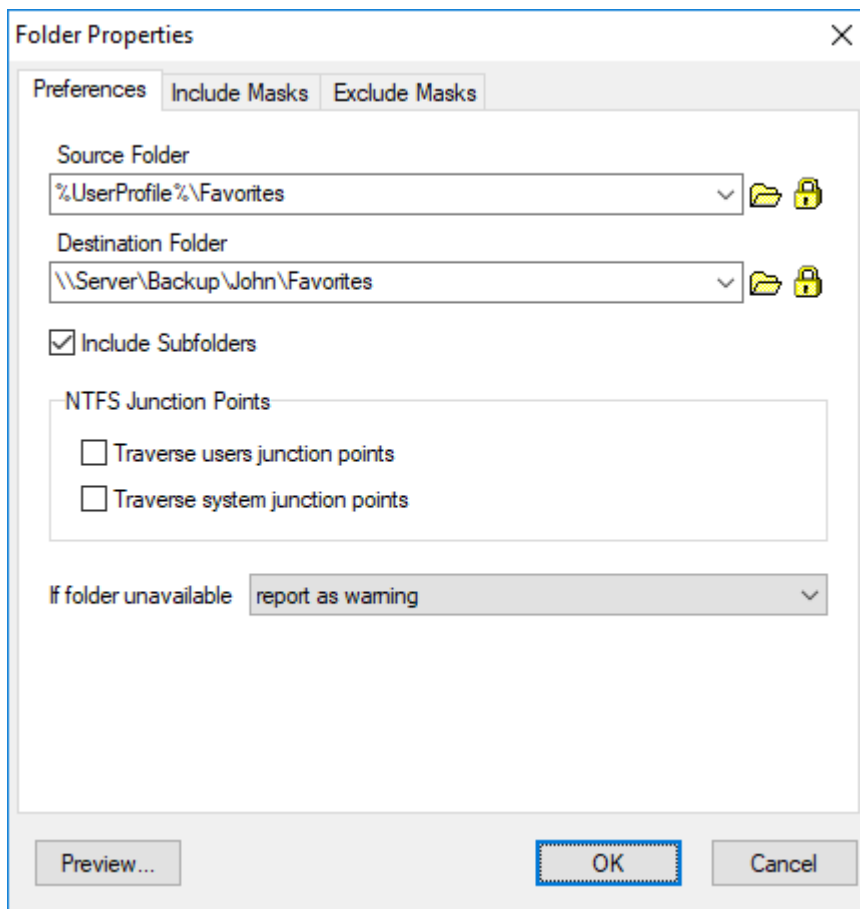 Folder Properties
Preferences
Include Masks
Exclude Masks
Source Folder
%UserProfile%\Favorites
Destination Folder
\\Server\Backup\John\Favorites
Include Subfolders
NTFS Junction Points
Traverse users junction points
Traverse system junction points
If folder unavailable
report as warning
Preview...
OK
Cancel